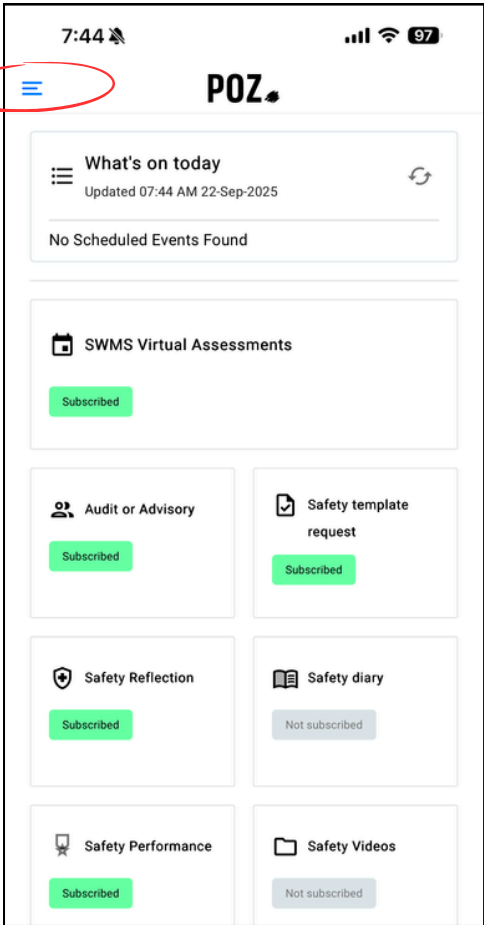 7:44
97
POZ
What's on today
Updated 07:44 AM 22-Sep-2025
No Scheduled Events Found
SWMS Virtual Assessments
Subscribed
Audit or Advisory
Subscribed
Safety template
request
Subscribed
Safety Reflection
Subscribed
Safety diary
Not subscribed
Safety Performance
Subscribed
Safety Videos
Not subscribed